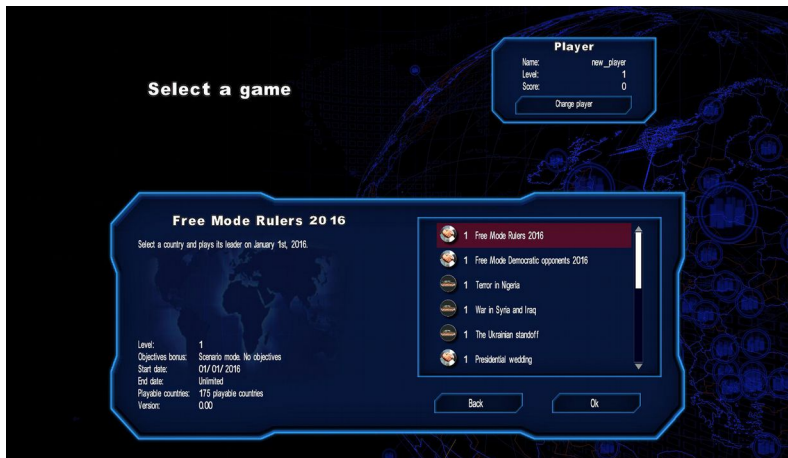 Player
Name: new_player
Level: 1
Score: 0
Change player
Select a game
Free Mode Rulers 2016
Select a country and plays its leader on January 1st, 2016.
Level: 1
Objectives bonus: Scenario mode. No objectives
Start date: 01/ 01/ 2016
End date: Unlimited
Playable countries: 175 playable countries
Version: 0.00
1 Free Mode Rulers 2016
1 Free Mode Democratic opponents 2016
1 Terror in Nigeria
1 War in Syria and Iraq
1 The Ukrainian standoff
1 Presidential wedding
Back
Ok